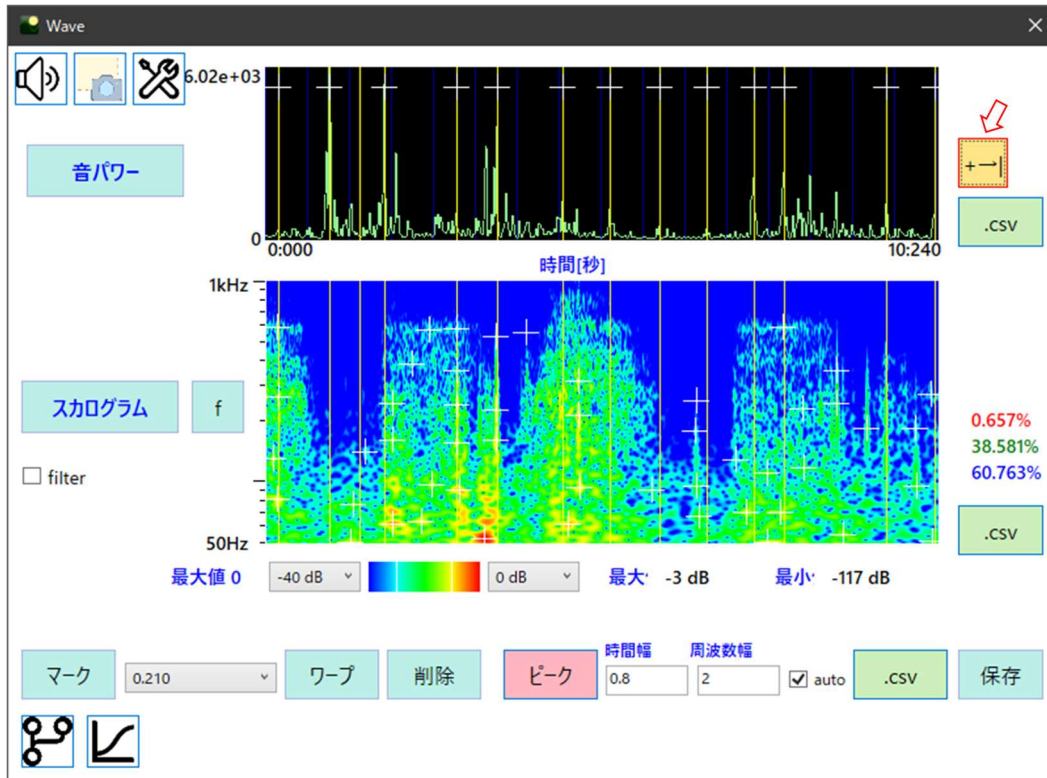 Wave
6.02e+03
音パワー
+→|
.csv
0
0:000
10:240
時間[秒]
1kHz
スカログラム
f
0.657%
38.581%
60.763%
filter
.csv
50Hz
最大値 0
-40 dB
0 dB
最大
-3 dB
最小
-117 dB
時間幅
周波数幅
マーク
0.210
ワープ
削除
ピーク
0.8
2
auto
.csv
保存